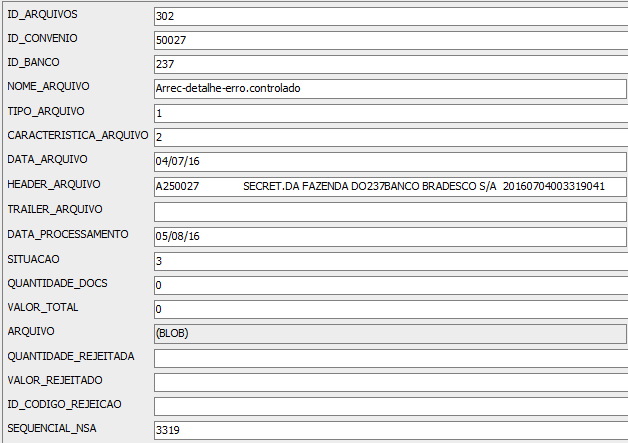 ID_ARQUIVOS 302
ID_CONVENIO 50027
ID_BANCO 237
NOME_ARQUIVO Arrec-detalhe-erro.controlado
TIPO_ARQUIVO 1
CARACTERISTICA_ARQUIVO 2
DATA_ARQUIVO 04/07/16
HEADER_ARQUIVO A250027 SECRET.DA FAZENDA DO237BANCO BRADESCO S/A 20160704003319041
TRAILER_ARQUIVO
DATA_PROCESSAMENTO 05/08/16
SITUACAO 3
QUANTIDADE_DOCS 0
VALOR_TOTAL 0
ARQUIVO (BLOB)
QUANTIDADE_REJEITADA
VALOR_REJEITADO
ID_CODIGO_REJEICAO
SEQUENCIAL_NSA 3319